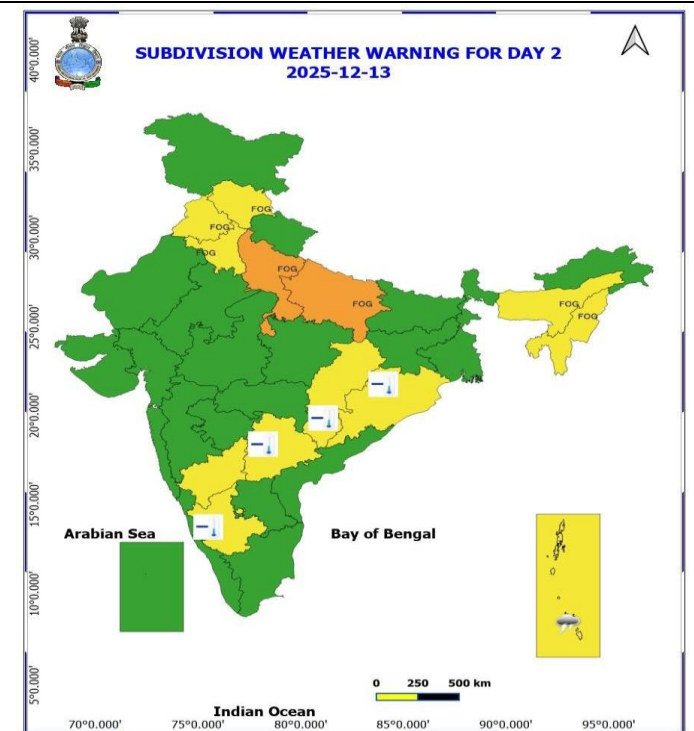 SUBDIVISION WEATHER WARNING FOR DAY 2
2025-12-13
40°0.000'
35°0.000'
30°0.000'
25°0.000'
20°0.000'
15°0.000'
10°0.000'
5°0.000'
FOG
FOG
FOG
FOG
FOG
FOG
FOG
Arabian Sea
Bay of Bengal
0 250 500 km
Indian Ocean
70°0.000' 75°0.000' 80°0.000' 85°0.000' 90°0.000' 95°0.000'